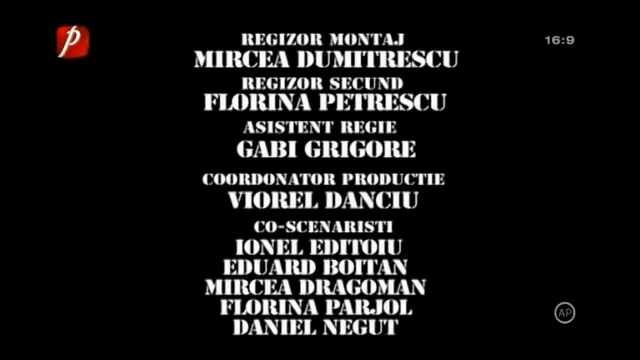 p
16:9
REGIZOR MONTAJ
MIRCEA DUMITRESCU
REGIZOR SECUND
FLORINA PETRESCU
ASISTENT REGIE
GABI GRIGORE
COORDONATOR PRODUCTIE
VIOREL DANCIU
CO-SCENARISTI
IONEL EDITOIU
EDUARD BOITAN
MIRCEA DRAGOMAN
FLORINA PARJOL
DANIEL NEGUT
AP